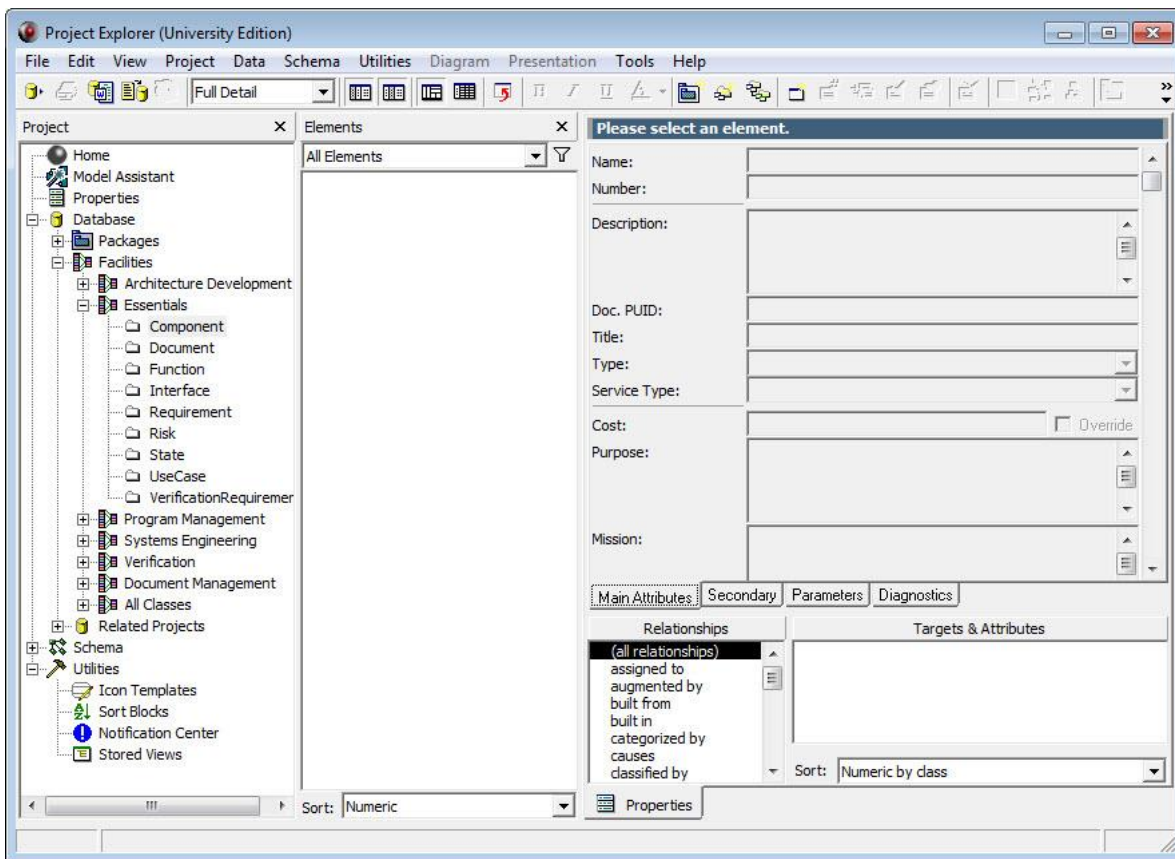 Project Explorer (University Edition)
File Edit View Project Data Schema Utilities Diagram Presentation Tools Help
Full Detail
Project
Home
Model Assistant
Properties
Database
Packages
Facilities
Architecture Development
Essentials
Component
Document
Function
Interface
Requirement
Risk
State
UseCase
VerificationRequiremer
Program Management
Systems Engineering
Verification
Document Management
All Classes
Related Projects
Schema
Utilities
Icon Templates
Sort Blocks
Notification Center
Stored Views
Elements
All Elements
Sort: Numeric
Please select an element.
Name:
Number:
Description:
Doc. PUID:
Title:
Type:
Service Type:
Cost:
Override
Purpose:
Mission:
Main Attributes Secondary Parameters Diagnostics
Relationships
(all relationships)
assigned to
augmented by
built from
built in
categorized by
causes
classified by
Targets & Attributes
Sort: Numeric by class
Properties